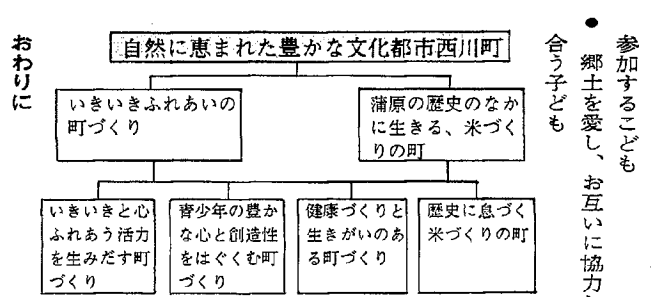 参加するこども
● 郷土を愛し、お互いに協力
合う子ども
自然に恵まれた豊かな文化都市西川町
いきいきふれあいの
町づくり
蒲原の歴史のなか
に生きる、米づく
りの町
いきいきと心
ふれあう活力
を生みだす町
づくり
青少年の豊か
な心と創造性
をはぐくむ町
づくり
健康づくりと
生きがいのあ
る町づくり
歴史に息づく
米づくりの町
おわりに